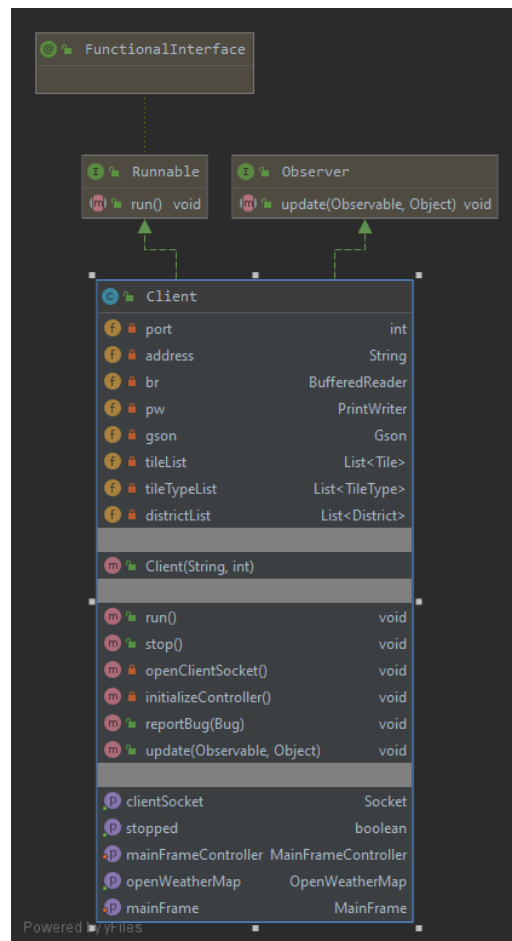 FunctionalInterface
Runnable
run() void
Observer
update(Observable, Object) void
Client
port int
address String
br BufferedReader
pw PrintWriter
gson Gson
tileList List<Tile>
tileTypeList List<TileType>
districtList List<District>
Client(String, int)
run() void
stop() void
openClientSocket() void
initializeController() void
reportBug(Bug) void
update(Observable, Object) void
clientSocket Socket
stopped boolean
mainFrameController MainFrameController
openWeatherMap OpenWeatherMap
mainFrame MainFrame
Powered by yFiles